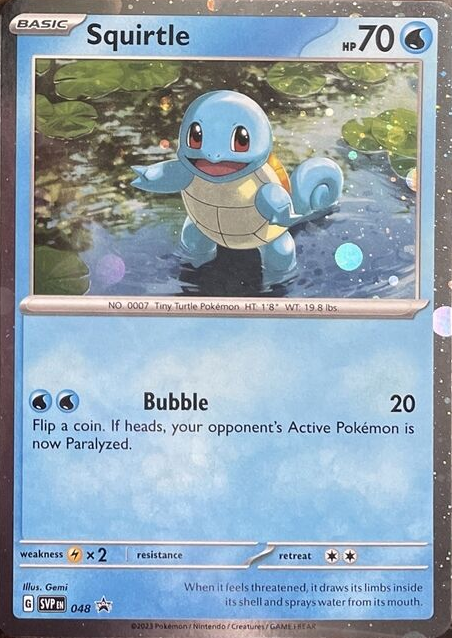 BASIC
Squirtle
HP 70
NO. 0007 Tiny Turtle Pokémon HT: 1'8" WT: 19.8 lbs.
Bubble 20
Flip a coin. If heads, your opponent's Active Pokémon is
now Paralyzed.
weakness ×2 resistance retreat
Illus. Gemi
When it feels threatened, it draws its limbs inside
its shell and sprays water from its mouth.
G SVP EN 048
©2023 Pokémon / Nintendo / Creatures / GAME FREAK